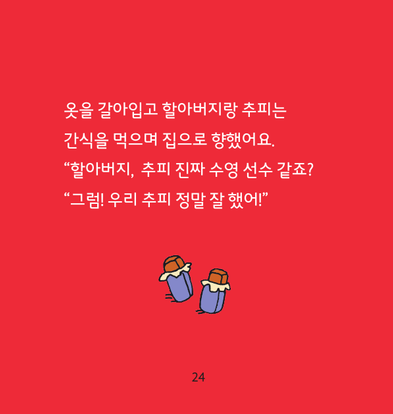 옷을 갈아입고 할아버지랑 추피는
간식을 먹으며 집으로 향했어요.
“할아버지, 추피 진짜 수영 선수 같죠?
“그럼! 우리 추피 정말 잘 했어!”
24